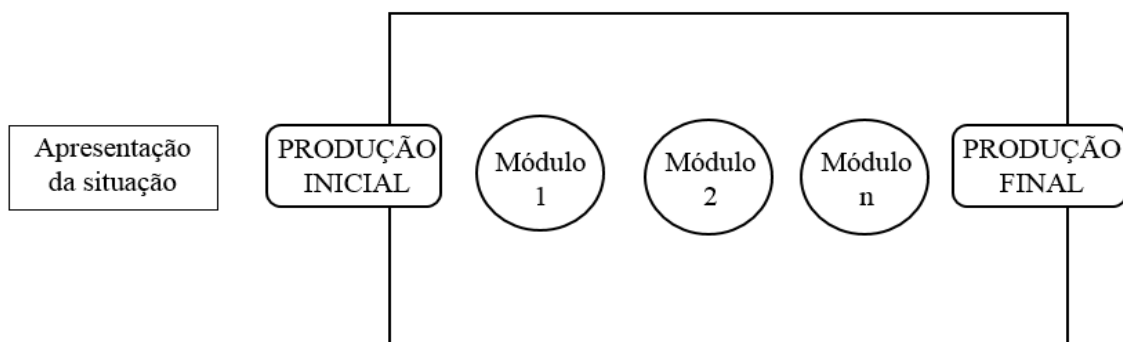 Apresentação
da situação
PRODUÇÃO
INICIAL
Módulo
1
Módulo
2
Módulo
n
PRODUÇÃO
FINAL